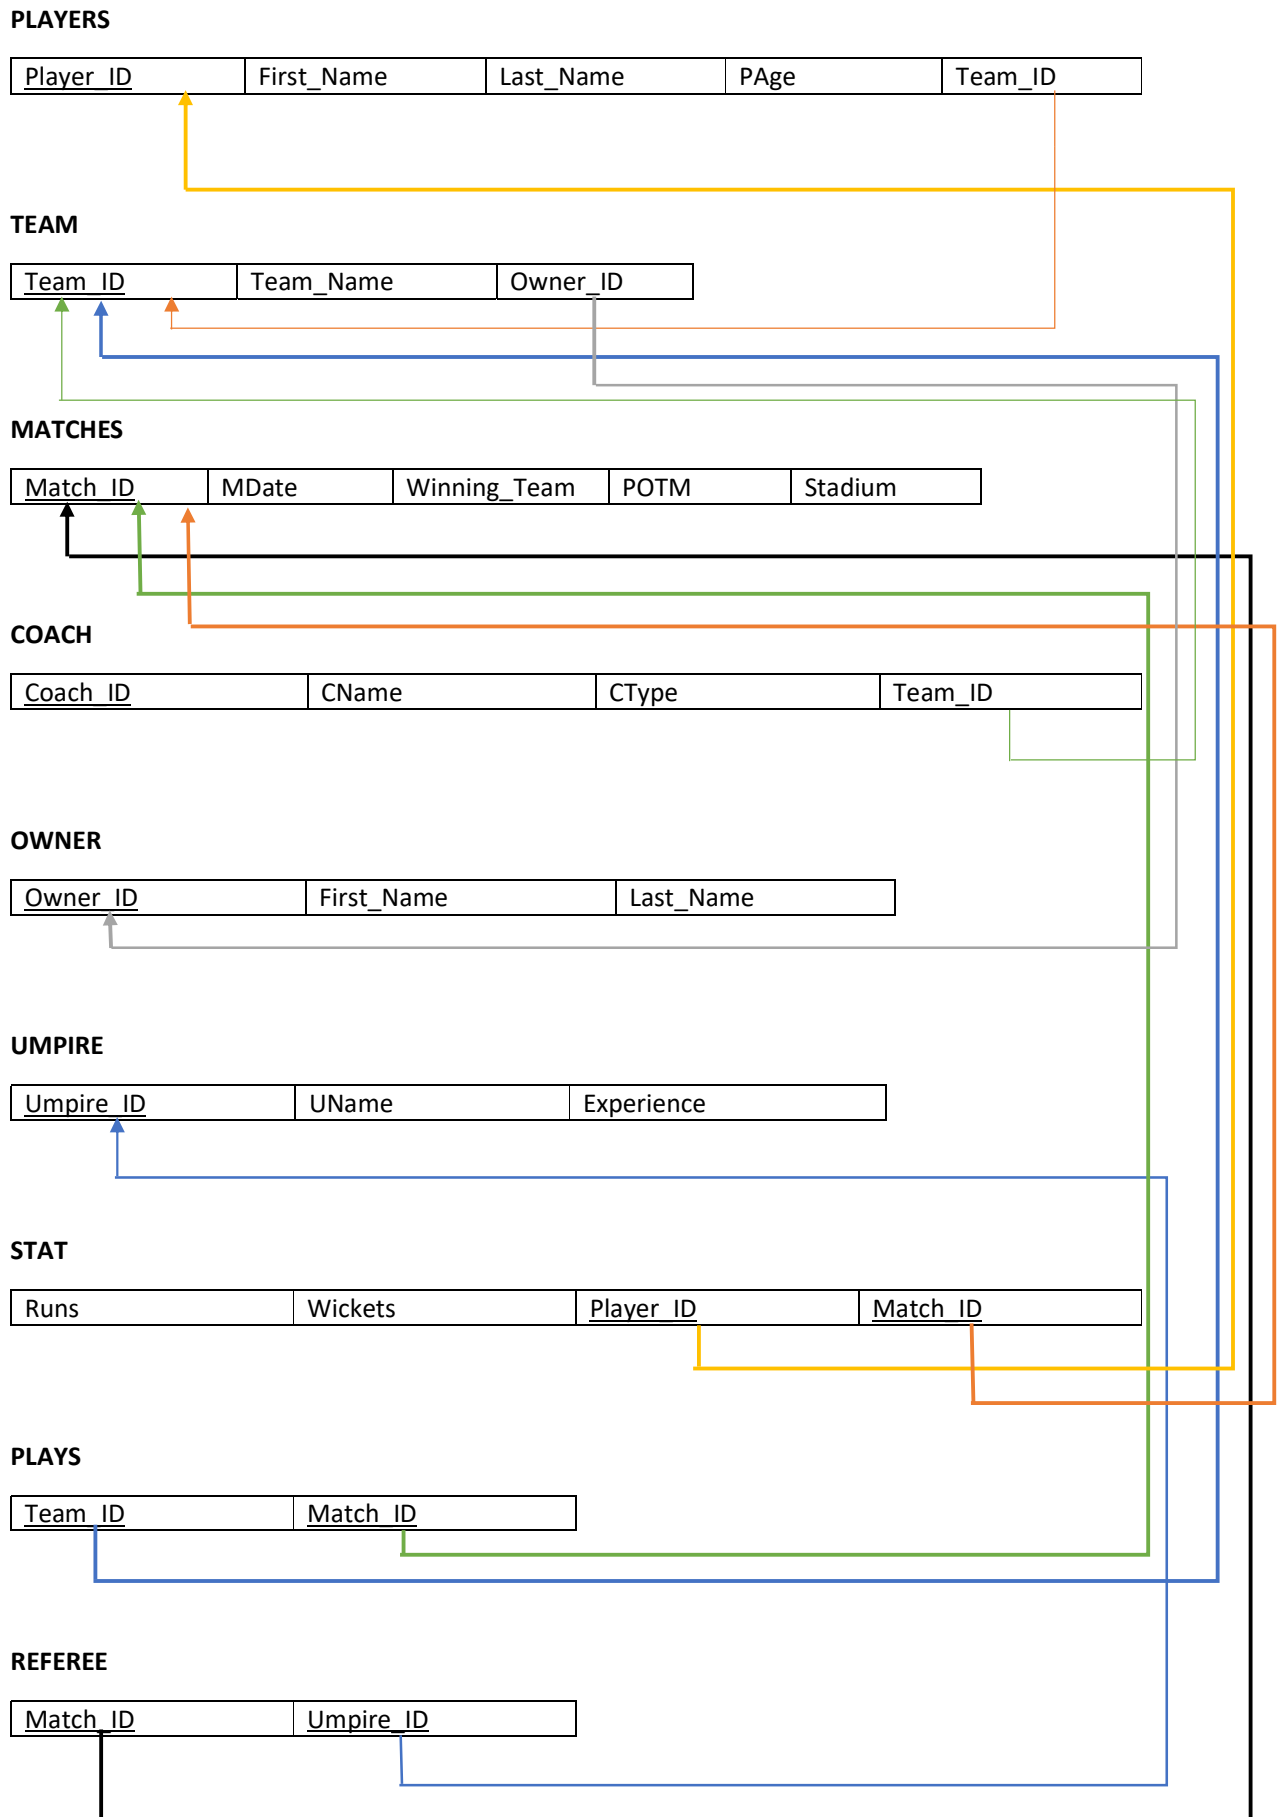 PLAYERS
Player_ID First_Name Last_Name PAge Team_ID
TEAM
Team_ID Team_Name Owner_ID
MATCHES
Match_ID MDate Winning_Team POTM Stadium
COACH
Coach_ID CName CType Team_ID
OWNER
Owner_ID First_Name Last_Name
UMPIRE
Umpire_ID UName Experience
STAT
Runs Wickets Player_ID Match_ID
PLAYS
Team_ID Match_ID
REFEREE
Match_ID Umpire_ID